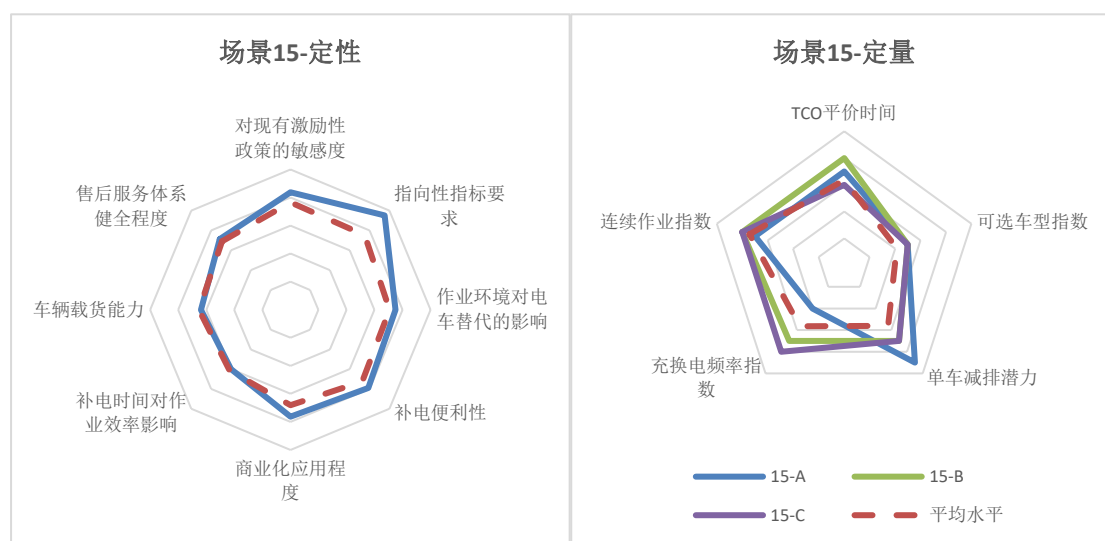 场景15-定性
对现有激励性
政策的敏感度
指向性指标要
求
作业环境对电
车替代的影响
补电便利性
商业化应用程
度
补电时间对作
业效率影响
车辆载货能力
售后服务体系
健全程度
场景15-定量
TCO平价时间
可选车型指数
单车减排潜力
充换电频率指
数
连续作业指数
15-A
15-B
15-C
平均水平